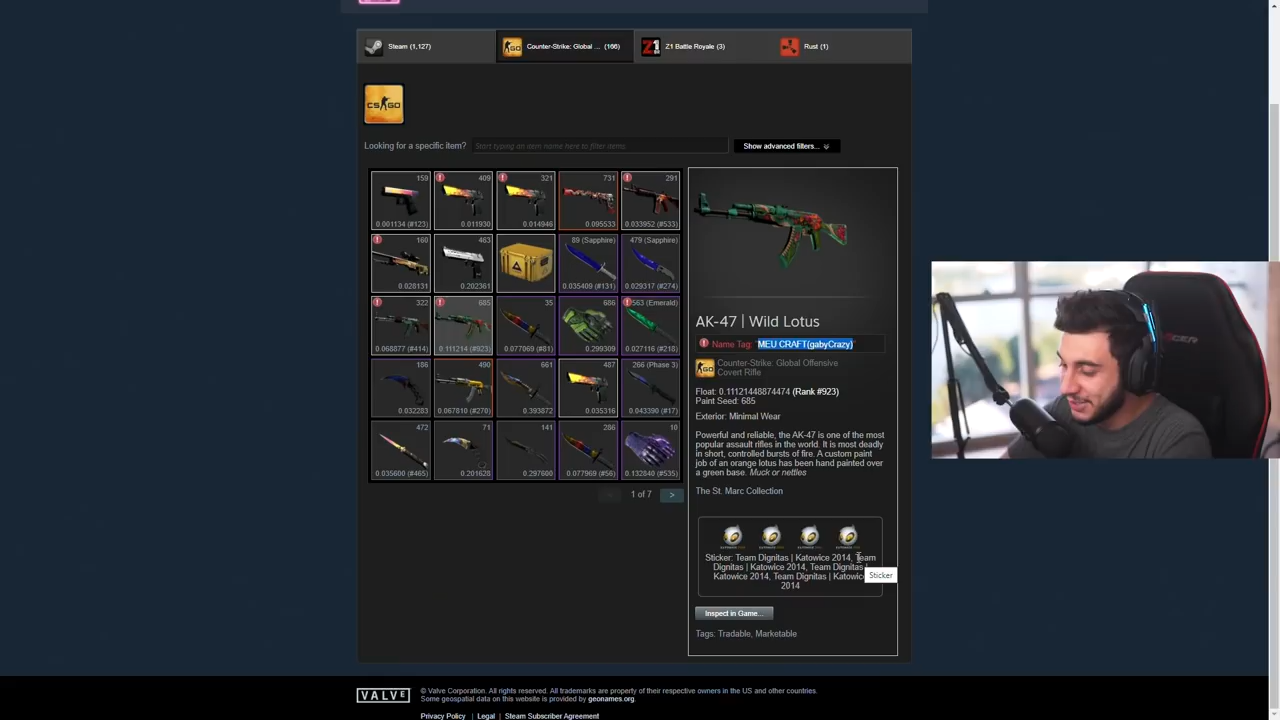 Steam (1,127)
Counter-Strike: Global ... (166)
Z1 Battle Royale (3)
Rust (1)
CS GO
Looking for a specific item?
Start typing an item name here to filter items
Show advanced filters...
159
409
321
731
291
0.001134 (#123)
0.011930
0.014946
0.095533
0.033952 (#533)
160
463
89 (Sapphire)
479 (Sapphire)
0.028131
0.202361
0.035409 (#131)
0.029317 (#274)
322
685
35
686
563 (Emerald)
0.068877 (#414)
0.111214 (#923)
0.077069 (#81)
0.299309
0.027116 (#218)
186
490
661
487
266 (Phase 3)
0.032283
0.067810 (#270)
0.393872
0.035316
0.043390 (#17)
472
71
141
286
10
0.035600 (#465)
0.201628
0.297600
0.077969 (#56)
0.132840 (#535)
< 1 of 7 >
AK-47 | Wild Lotus
Name Tag: "MEU CRAFT(gabyCrazy)"
Counter-Strike: Global Offensive
Covert Rifle
Float: 0.11121448874474 (Rank #923)
Paint Seed: 685
Exterior: Minimal Wear
Powerful and reliable, the AK-47 is one of the most
popular assault rifles in the world. It is most deadly
in short, controlled bursts of fire. A custom paint
job of an orange lotus has been hand painted over
a green base. Muck or nettles
The St. Marc Collection
Sticker: Team Dignitas | Katowice 2014, Team
Dignitas | Katowice 2014, Team Dignitas |
Katowice 2014, Team Dignitas | Katowice
2014
Sticker
Inspect in Game...
Tags: Tradable, Marketable
VALVE
© Valve Corporation. All rights reserved. All trademarks are property of their respective owners in the US and other countries.
Some geospatial data on this website is provided by geonames.org.
Privacy Policy | Legal | Steam Subscriber Agreement